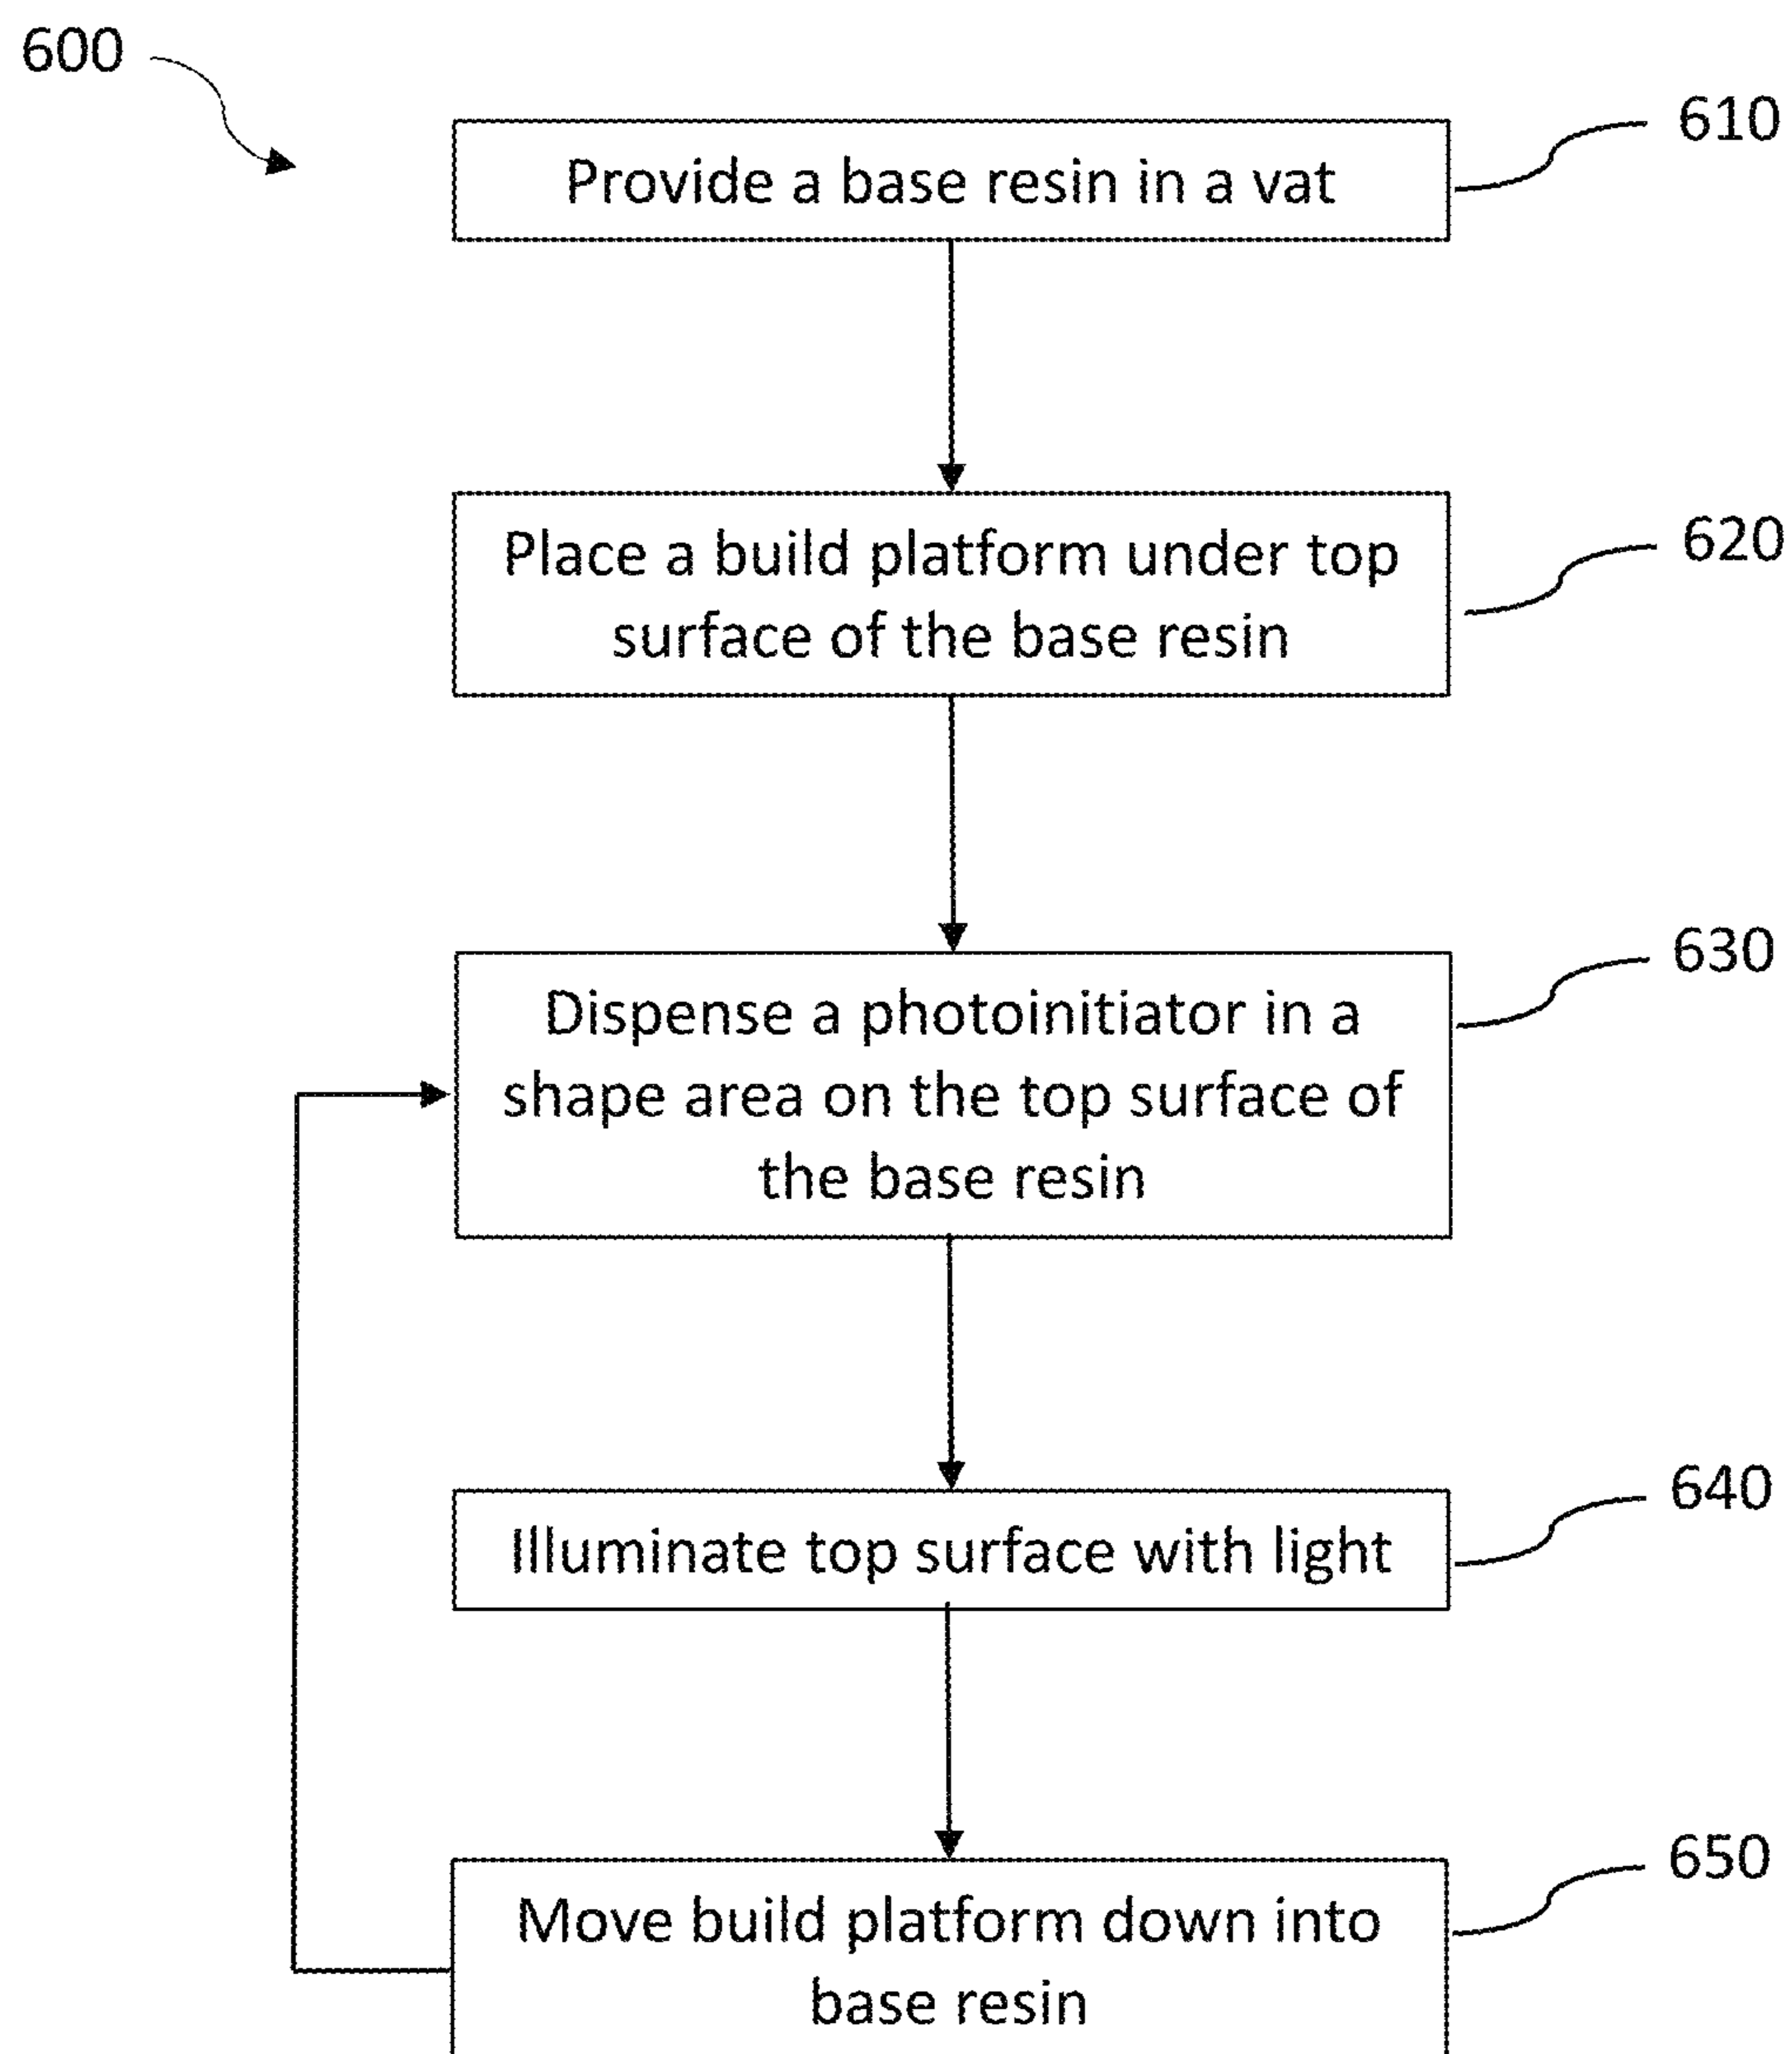 600
610
Provide a base resin in a vat
620
Place a build platform under top
surface of the base resin
630
Dispense a photoinitiator in a
shape area on the top surface of
the base resin
640
Illuminate top surface with light
650
Move build platform down into
base resin